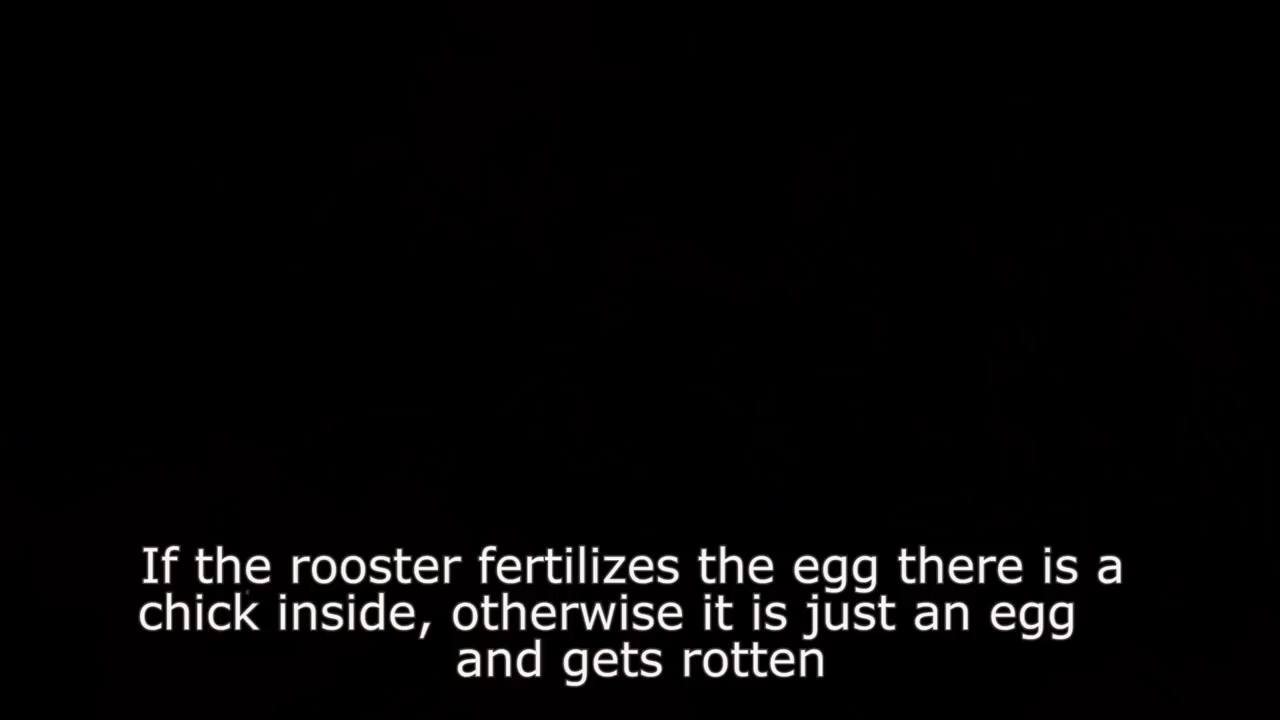 If the rooster fertilizes the egg there is a
chick inside, otherwise it is just an egg
and gets rotten